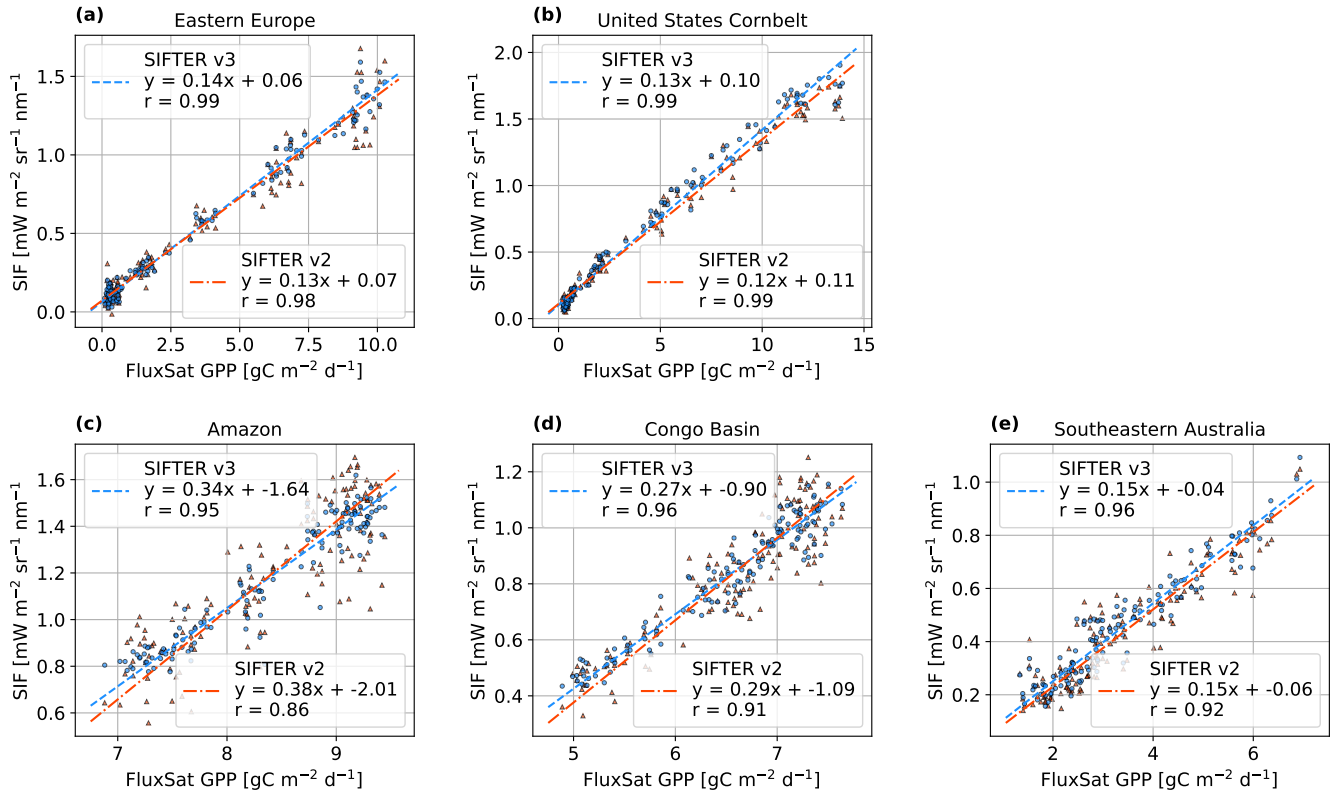 (a) Eastern Europe
SIFTER v3
y = 0.14x + 0.06
r = 0.99
SIFTER v2
y = 0.13x + 0.07
r = 0.98
1.5
1.0
0.5
0.0
SIF [mW m⁻² sr⁻¹ nm⁻¹]
0.0 2.5 5.0 7.5 10.0
FluxSat GPP [gC m⁻² d⁻¹]
(b) United States Cornbelt
SIFTER v3
y = 0.13x + 0.10
r = 0.99
SIFTER v2
y = 0.12x + 0.11
r = 0.99
2.0
1.5
1.0
0.5
0.0
SIF [mW m⁻² sr⁻¹ nm⁻¹]
0 5 10 15
FluxSat GPP [gC m⁻² d⁻¹]
(c) Amazon
SIFTER v3
y = 0.34x + -1.64
r = 0.95
SIFTER v2
y = 0.38x + -2.01
r = 0.86
1.6
1.4
1.2
1.0
0.8
0.6
SIF [mW m⁻² sr⁻¹ nm⁻¹]
7 8 9
FluxSat GPP [gC m⁻² d⁻¹]
(d) Congo Basin
SIFTER v3
y = 0.27x + -0.90
r = 0.96
SIFTER v2
y = 0.29x + -1.09
r = 0.91
1.2
1.0
0.8
0.6
0.4
SIF [mW m⁻² sr⁻¹ nm⁻¹]
5 6 7
FluxSat GPP [gC m⁻² d⁻¹]
(e) Southeastern Australia
SIFTER v3
y = 0.15x + -0.04
r = 0.96
SIFTER v2
y = 0.15x + -0.06
r = 0.92
1.0
0.8
0.6
0.4
0.2
SIF [mW m⁻² sr⁻¹ nm⁻¹]
2 4 6
FluxSat GPP [gC m⁻² d⁻¹]